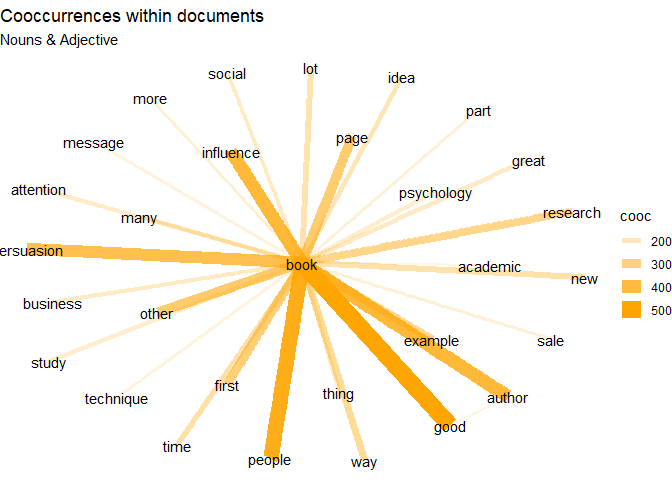 Cooccurrences within documents
Nouns & Adjective
lot
social
idea
more
part
page
message
influence
great
psychology
attention
research
many
cooc
200
ersuasion
book
academic
300
new
400
business
other
500
example
sale
study
first
thing
technique
author
good
time
people
way